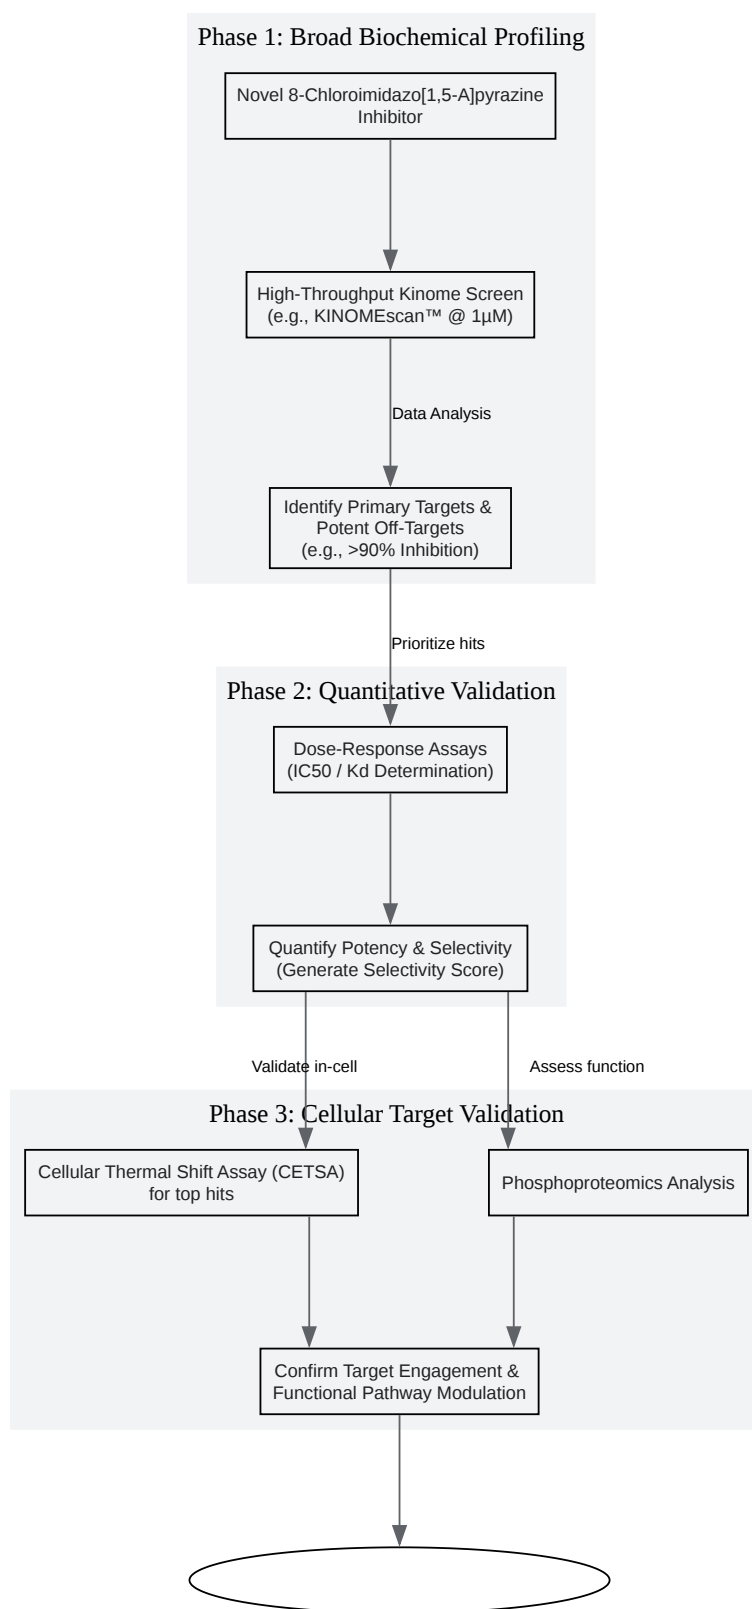 Phase 1: Broad Biochemical Profiling
Novel 8-Chloroimidazo[1,5-A]pyrazine
Inhibitor
High-Throughput Kinome Screen
(e.g., KINOMEscan™ @ 1µM)
Data Analysis
Identify Primary Targets &
Potent Off-Targets
(e.g., >90% Inhibition)
Prioritize hits
Phase 2: Quantitative Validation
Dose-Response Assays
(IC50 / Kd Determination)
Quantify Potency & Selectivity
(Generate Selectivity Score)
Validate in-cell
Assess function
Phase 3: Cellular Target Validation
Cellular Thermal Shift Assay (CETSA)
for top hits
Phosphoproteomics Analysis
Confirm Target Engagement &
Functional Pathway Modulation